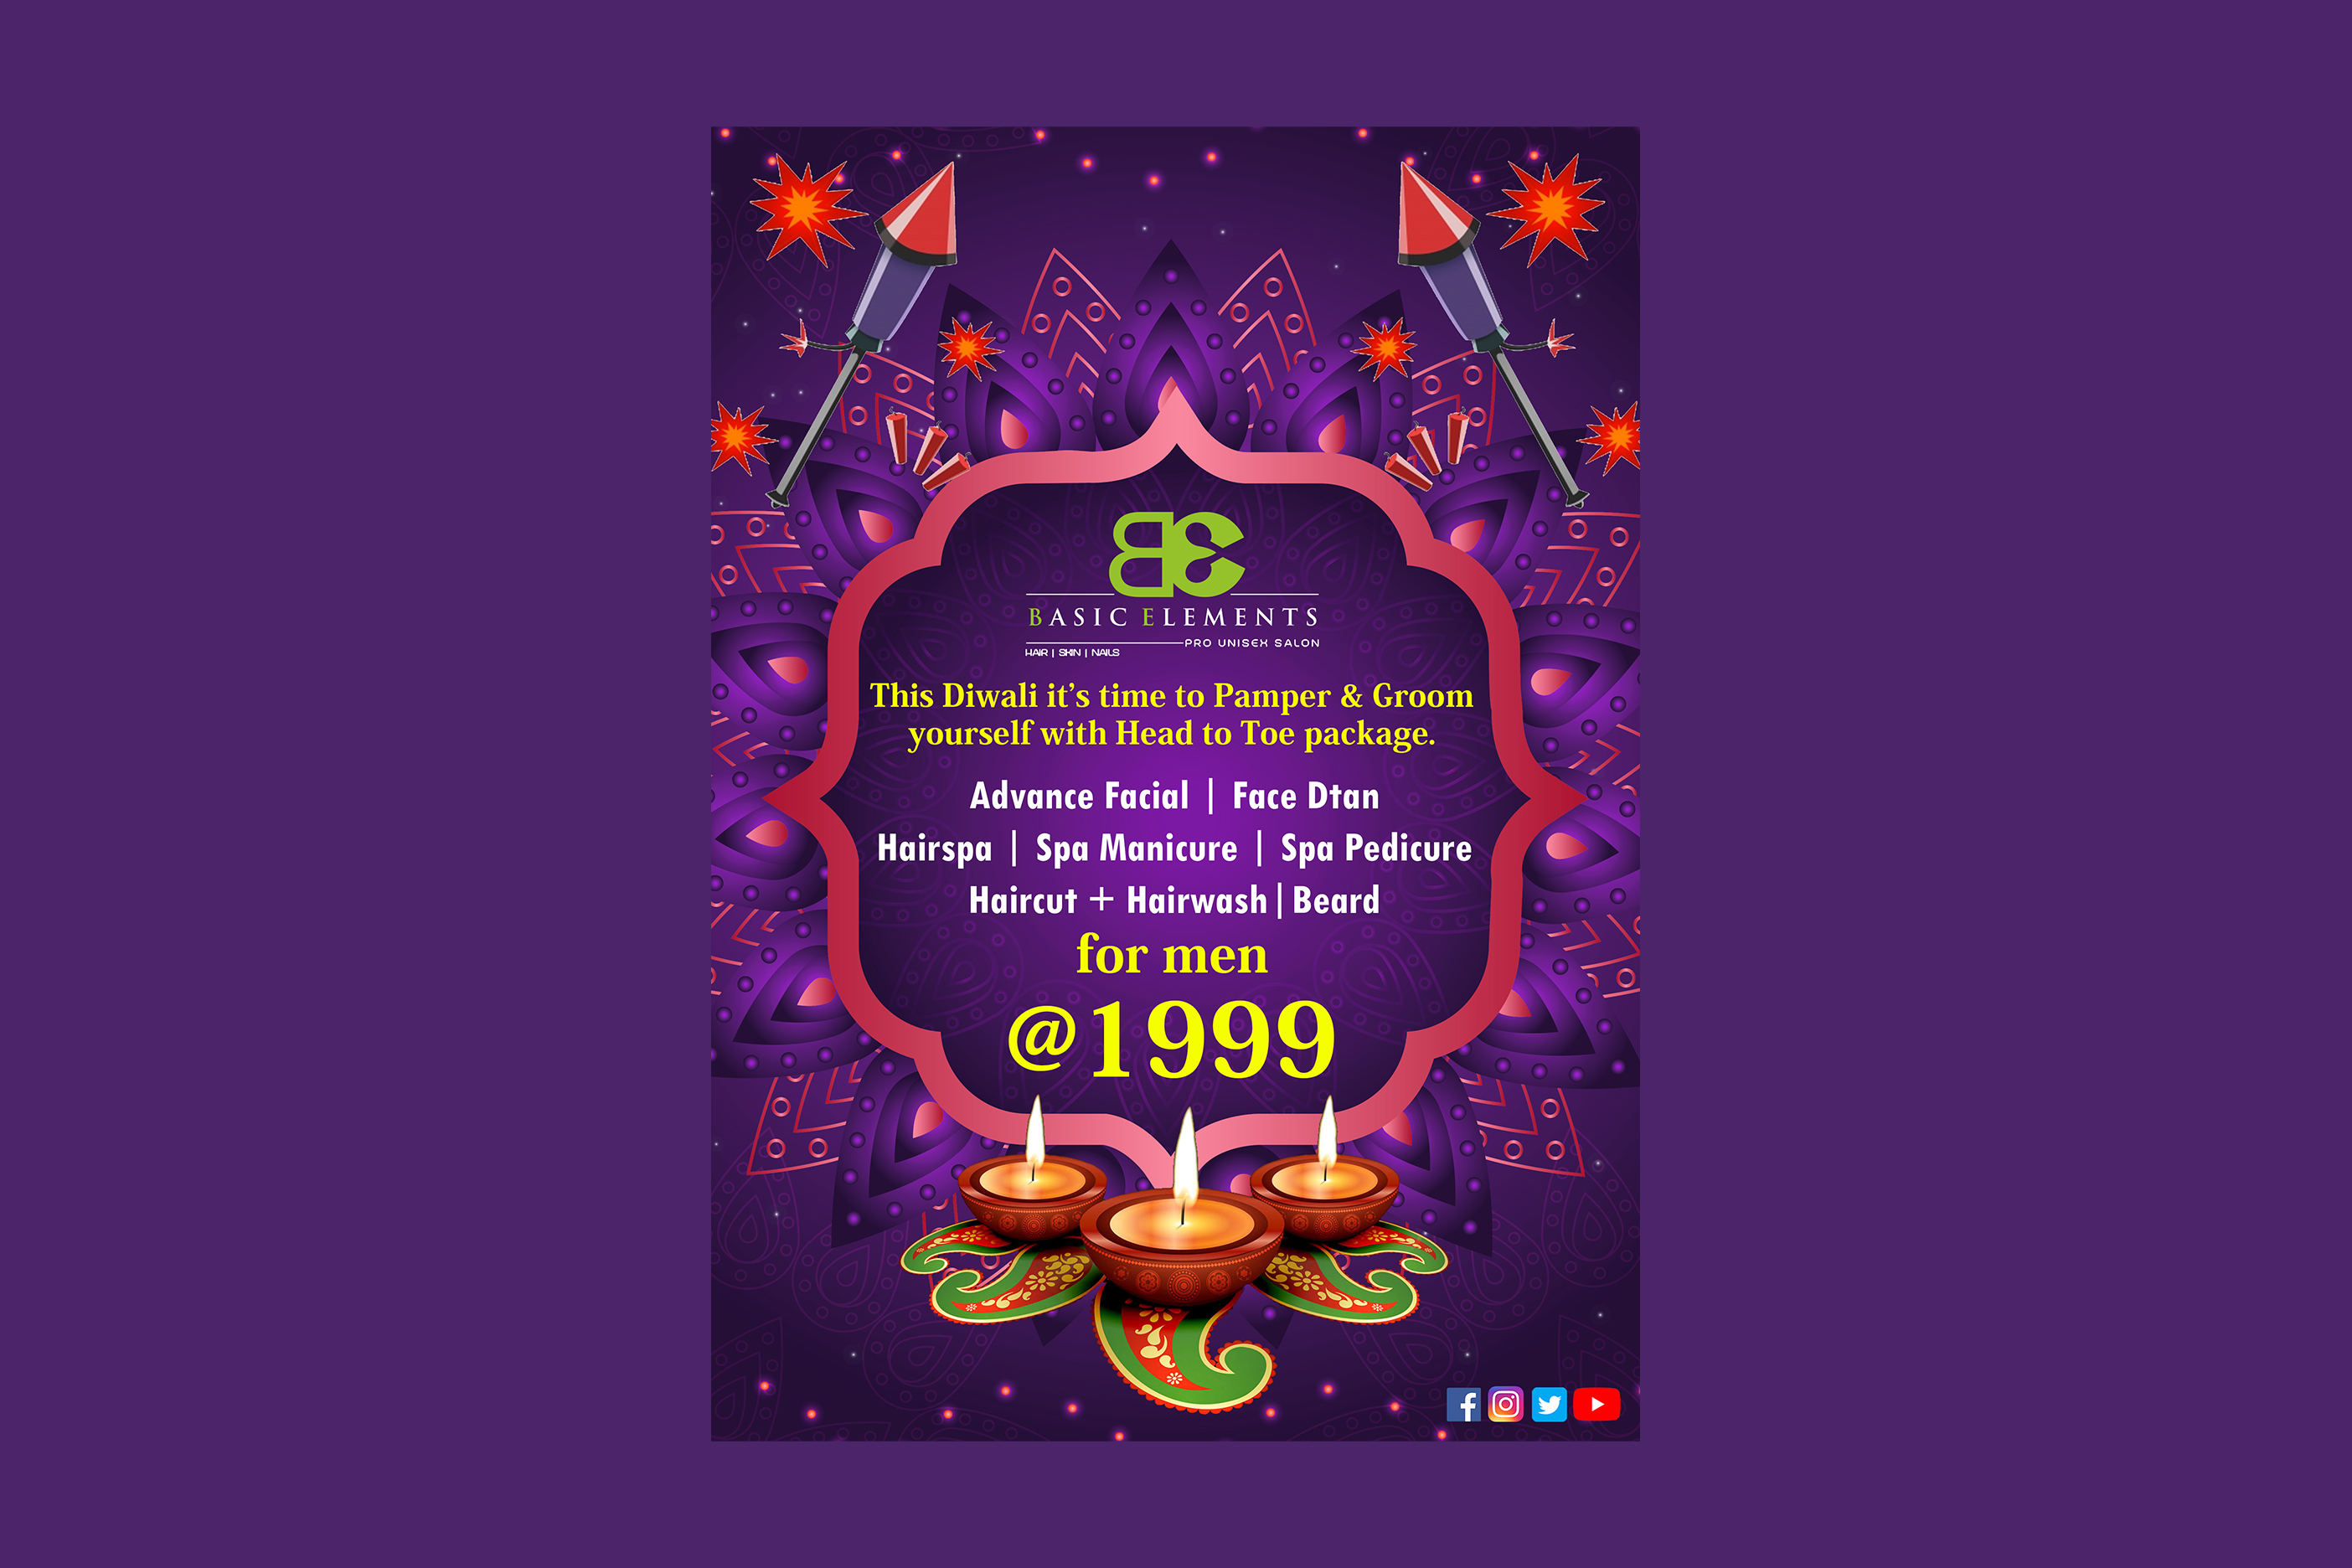 BE
BASIC ELEMENTS
PRO UNISEX SALON
HAIR | SKIN | NAILS
This Diwali it’s time to Pamper & Groom
yourself with Head to Toe package.
Advance Facial | Face Dtan
Hairspa | Spa Manicure | Spa Pedicure
Haircut + Hairwash|Beard
for men
@1999